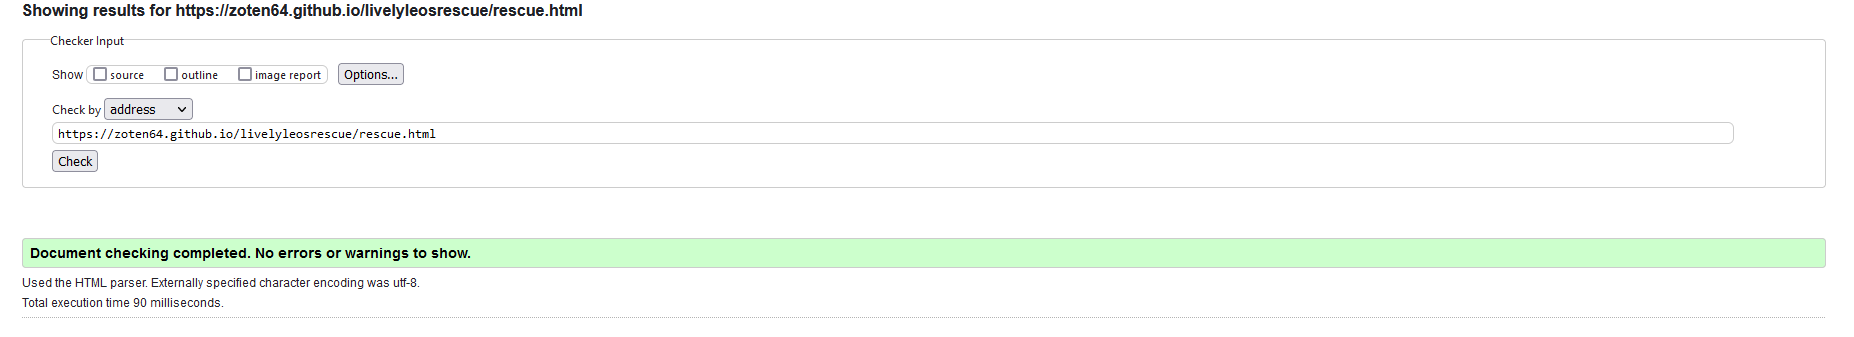 Showing results for https://zoten64.github.io/livelyleosrescue/rescue.html
Checker Input
Show source outline image report Options...
Check by address
https://zoten64.github.io/livelyleosrescue/rescue.html
Check
Document checking completed. No errors or warnings to show.
Used the HTML parser. Externally specified character encoding was utf-8.
Total execution time 90 milliseconds.